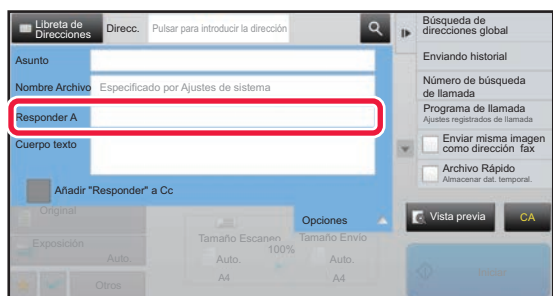 Libreta de
Direcciones
Direcc.
Pulsar para introducir la dirección
Asunto
Nombre Archivo
Especificado por Ajustes de sistema
Responder A
Cuerpo texto
Añadir "Responder" a Cc
Original
Opciones
Exposición
Auto.
Tamaño Escaneo
100%
Tamaño Envío
Auto.
Auto.
A4
A4
Otros
Búsqueda de
direcciones global
Enviando historial
Número de búsqueda
de llamada
Programa de llamada
Ajustes registrados de llamada
Enviar misma imagen
como dirección fax
Archivo Rápido
Almacenar dat. temporal.
Vista previa
CA
Iniciar